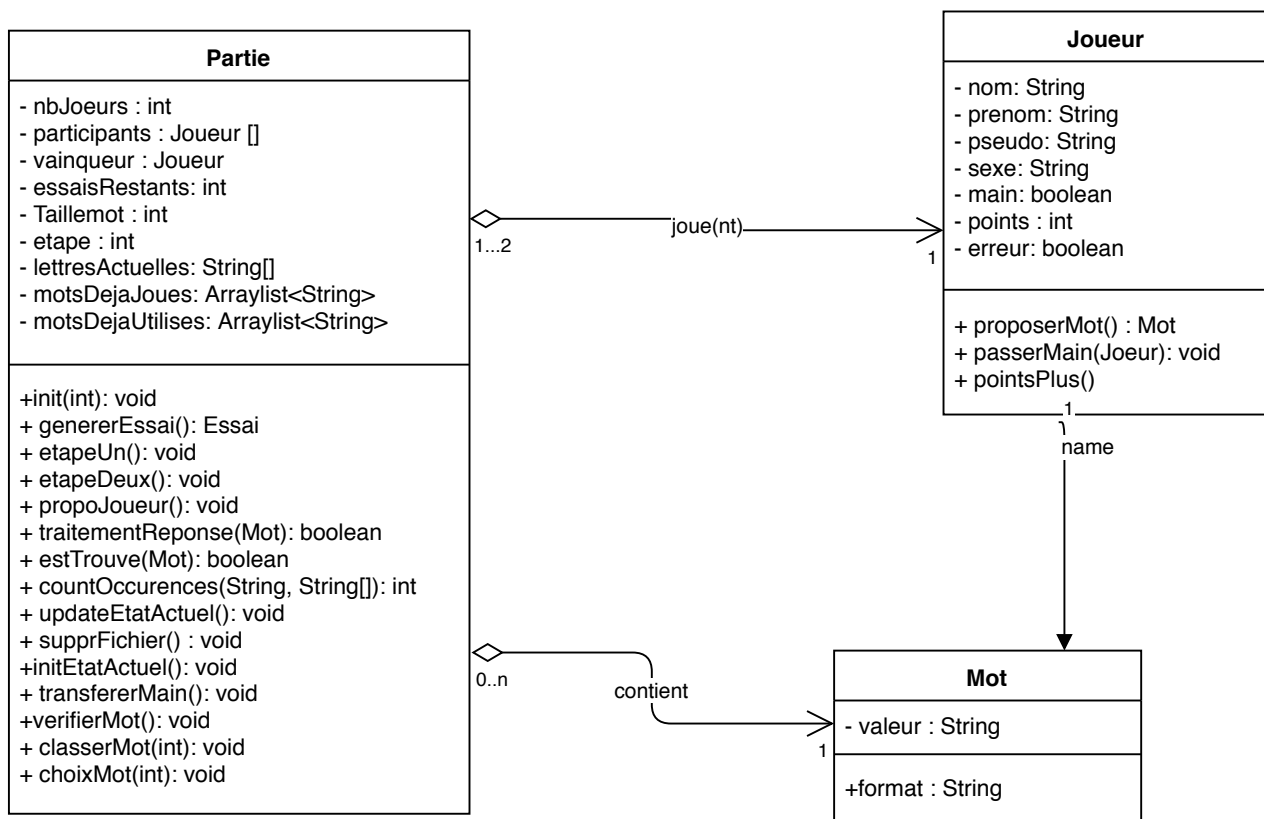 Partie
- nbJoeurs : int
- participants : Joueur []
- vainqueur : Joueur
- essaisRestants: int
- Taillemot : int
- etape : int
- lettresActuelles: String[]
- motsDejaJoues: Arraylist<String>
- motsDejaUtilises: Arraylist<String>
+init(int): void
+ genererEssai(): Essai
+ etapeUn(): void
+ etapeDeux(): void
+ propoJoueur(): void
+ traitementReponse(Mot): boolean
+ estTrouve(Mot): boolean
+ countOccurences(String, String[]): int
+ updateEtatActuel(): void
+ supprFichier() : void
+initEtatActuel(): void
+ transfererMain(): void
+verifierMot(): void
+ classerMot(int): void
+ choixMot(int): void
1...2
joue(nt)
1
Joueur
- nom: String
- prenom: String
- pseudo: String
- sexe: String
- main: boolean
- points : int
- erreur: boolean
+ proposerMot() : Mot
+ passerMain(Joeur): void
+ pointsPlus()
1
name
0..n
contient
1
Mot
- valeur : String
+format : String